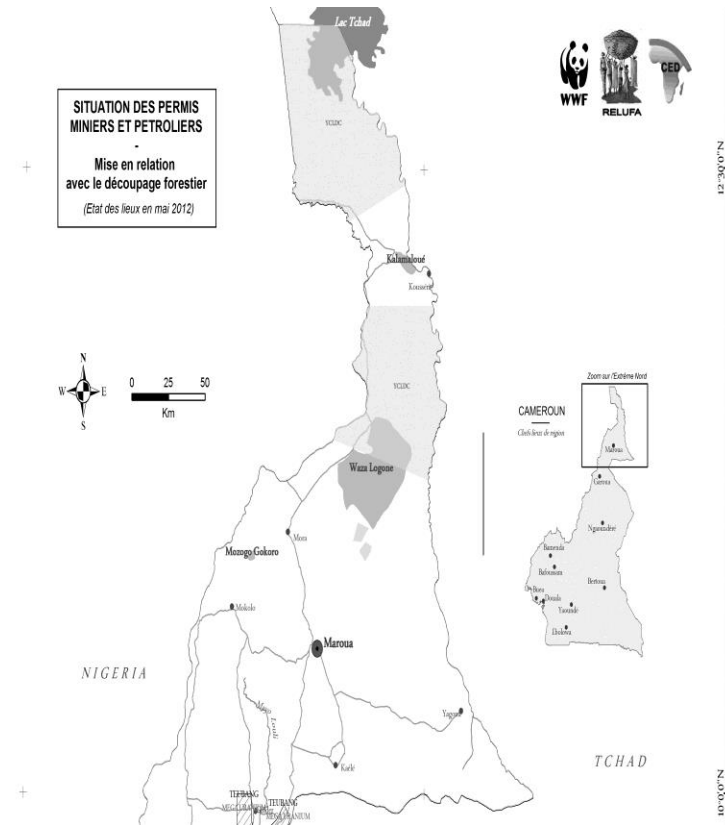 Lac Tchad
SITUATION DES PERMIS
MINIERS ET PETROLIERS
-
Mise en relation
avec le découpage forestier
(Etat des lieux en mai 2012)
WWF
RELUFA
CED
YCLDC
12°30'0"N
Kalamaloué
Kousséri
N
W
E
S
0 25 50
Km
YCLDC
Zoom sur l'Extrême Nord
CAMEROUN
Chefs-lieux de région
Maroua
Garoua
Ngaoundéré
Bamenda
Bafoussam
Buea
Douala
Bertoua
Yaoundé
Ebolowa
Waza Logone
Mora
Mozogo Gokoro
Mokolo
Maroua
NIGERIA
Mayo
Louti
Yagoua
Kaélé
TCHAD
TEUBANG
TEUBANG
10°0'0"N